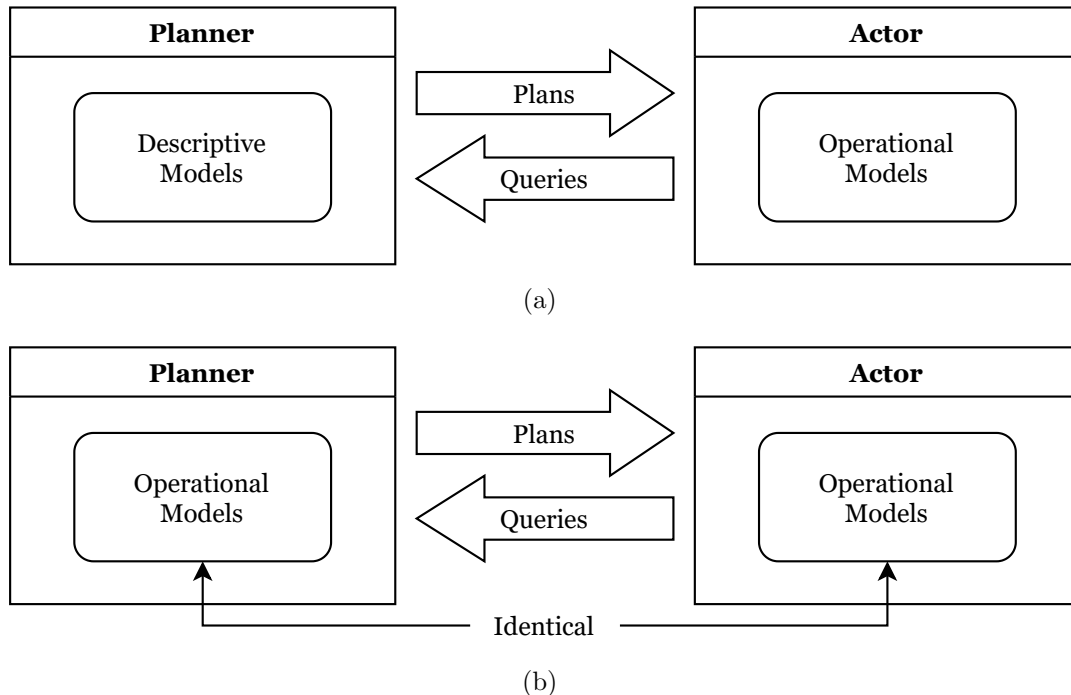 Planner
Actor
Descriptive
Models
Plans
Queries
Operational
Models
(a)
Planner
Actor
Operational
Models
Plans
Queries
Operational
Models
Identical
(b)